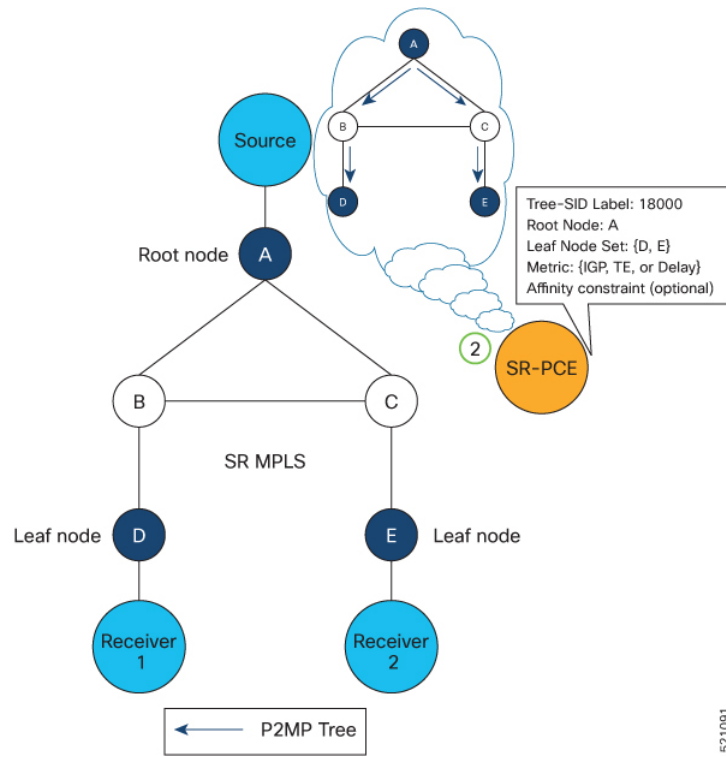 A
B
C
D
E
Source
Tree-SID Label: 18000
Root Node: A
Leaf Node Set: {D, E}
Metric: {IGP, TE, or Delay}
Affinity constraint (optional)
Root node
A
2
SR-PCE
B
C
SR MPLS
Leaf node
D
E
Leaf node
Receiver
1
Receiver
2
P2MP Tree
521091